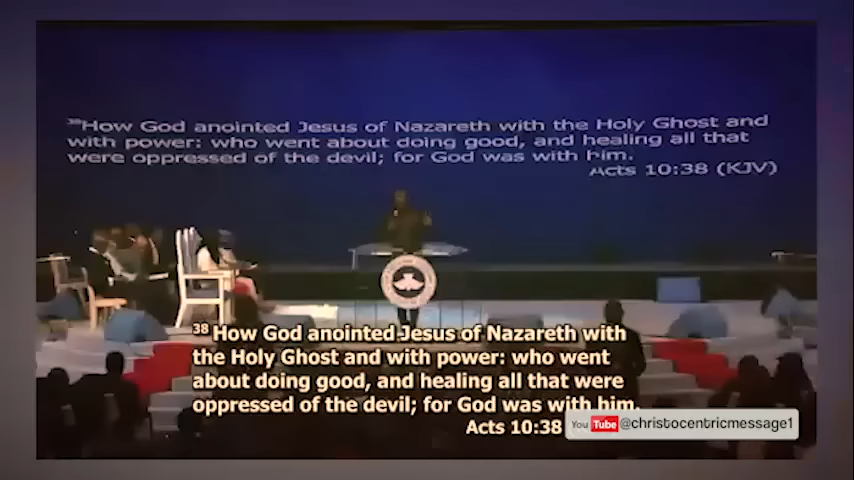 38How God anointed Jesus of Nazareth with the Holy Ghost and
with power: who went about doing good, and healing all that
were oppressed of the devil; for God was with him.
Acts 10:38 (KJV)
38 How God anointed Jesus of Nazareth with
the Holy Ghost and with power: who went
about doing good, and healing all that were
oppressed of the devil; for God was with him.
Acts 10:38
You Tube @christocentricmessage1